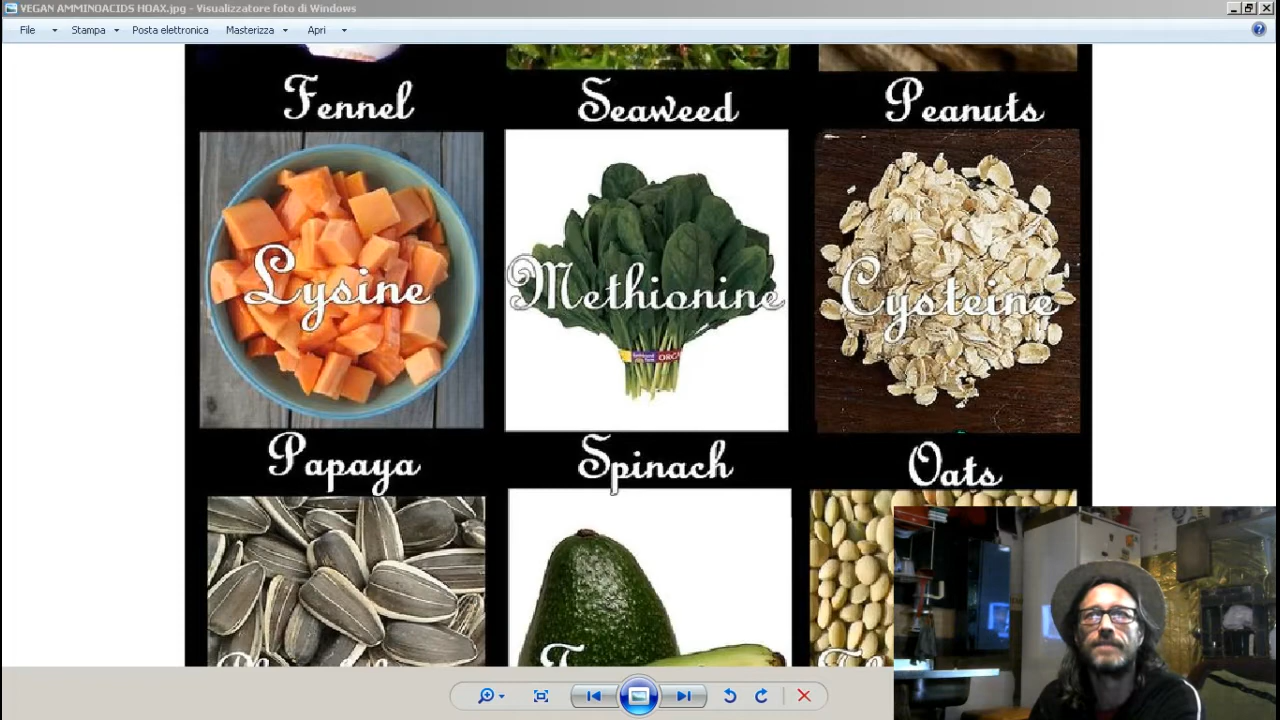 VEGAN AMMINOACIDS HOAX.jpg - Visualizzatore foto di Windows
File Stampa Posta elettronica Masterizza Apri
Fennel Seaweed Peanuts
Lysine Methionine Cysteine
ORGA
Papaya Spinach Oats